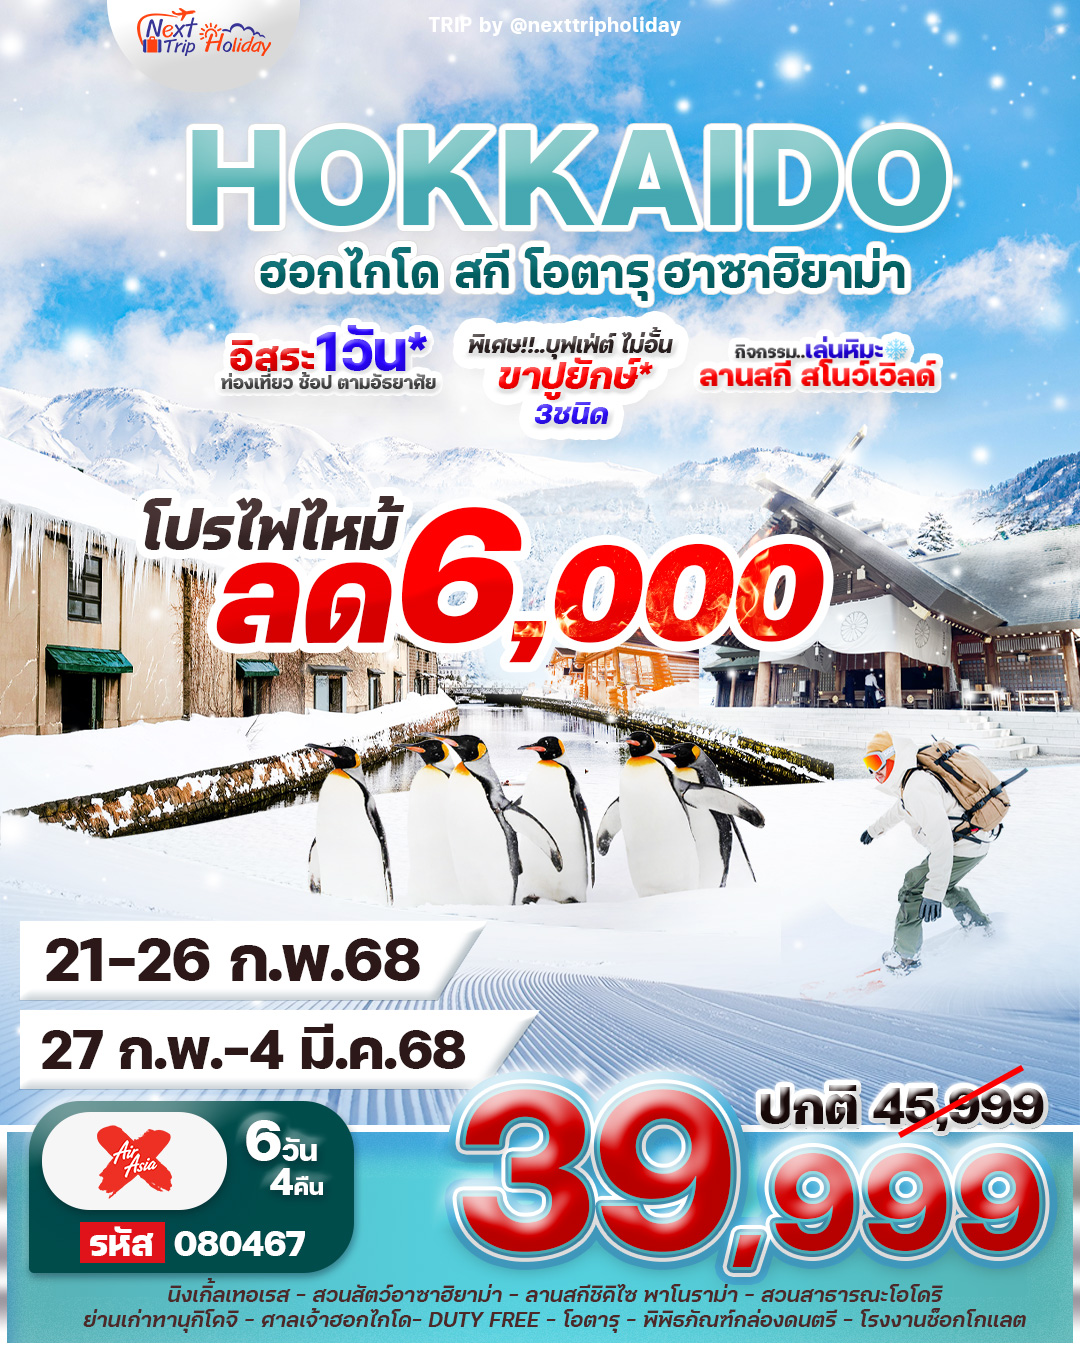 Next Trip Holiday
TRIP by @nexttripholiday
HOKKAIDO
ฮอกไกโด สกี โอตารุ ฮาซาฮิยาม่า
อิสระ1วัน*
ท่องเที่ยว ช้อป ตามอัธยาศัย
พิเศษ!!..บุฟเฟ่ต์ ไม่อั้น
ขาปูยักษ์*
3ชนิด
กิจกรรม..เล่นหิมะ
ลานสกี สโนว์เวิลด์
โปรไฟไหม้
ลด6,000
21-26 ก.พ.68
27 ก.พ.-4 มี.ค.68
ปกติ 45,999
39,999
Air Asia X
6วัน
4คืน
รหัส 080467
นิงเกิ้ลเทอเรส - สวนสัตว์อาซาฮิยาม่า - ลานสกีชิคิไซ พาโนราม่า - สวนสาธารณะโอโดริ
ย่านเก่าทานุกิโคจิ - ศาลเจ้าฮอกไกโด- DUTY FREE - โอตารุ - พิพิธภัณฑ์กล่องดนตรี - โรงงานช็อกโกแลต